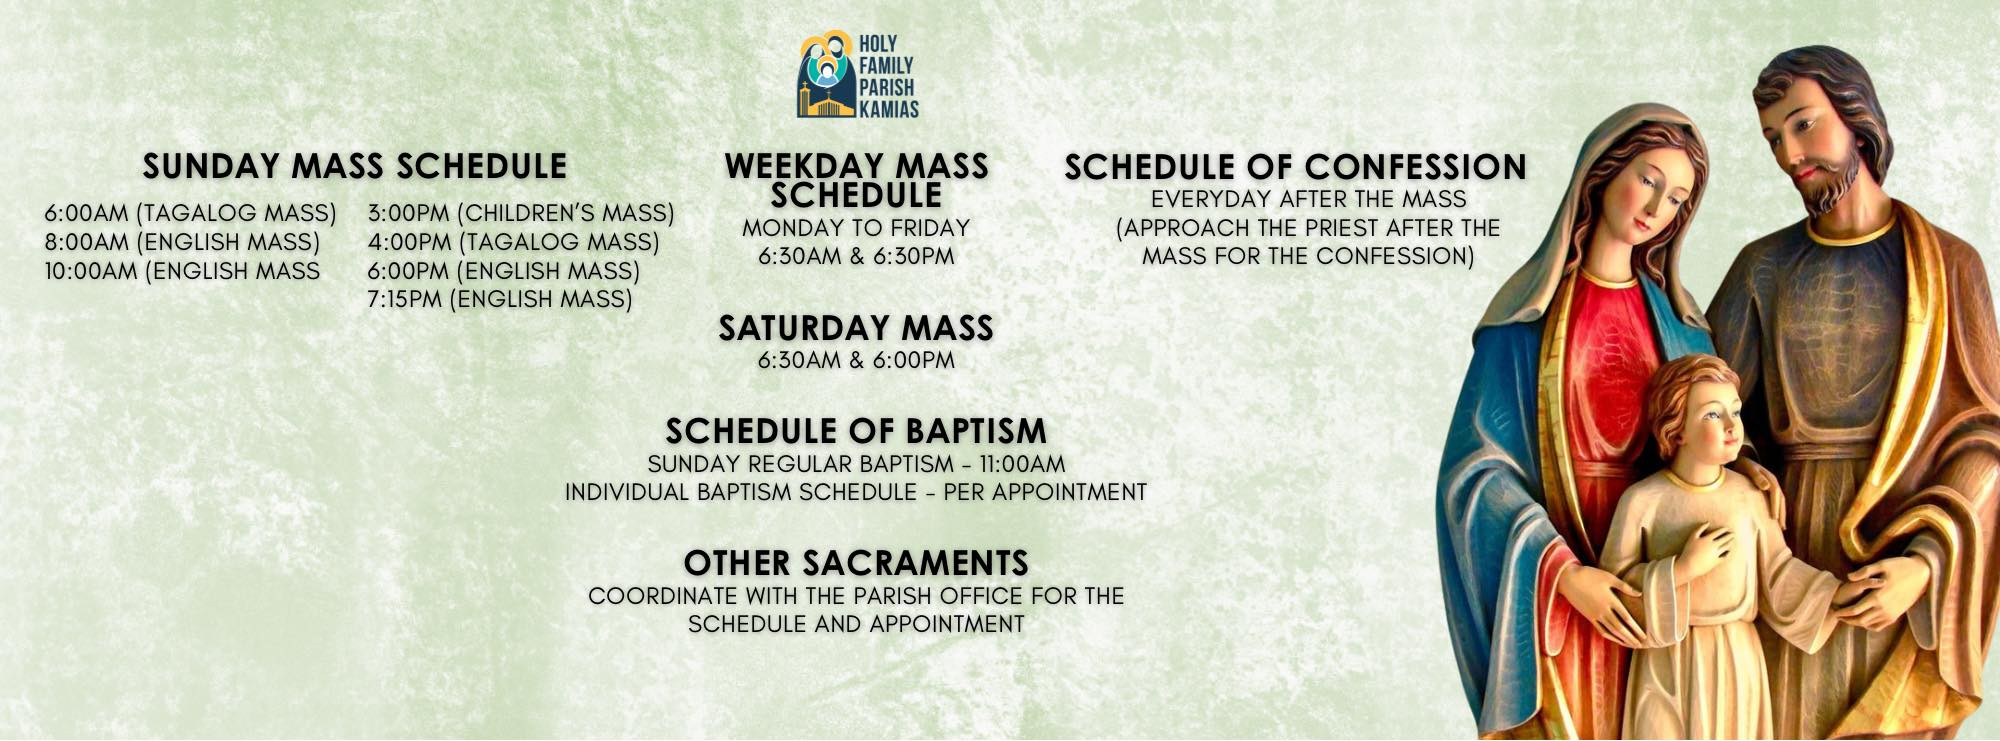 HOLY
FAMILY
PARISH
KAMIAS
SUNDAY MASS SCHEDULE
6:00AM (TAGALOG MASS)
8:00AM (ENGLISH MASS)
10:00AM (ENGLISH MASS
3:00PM (CHILDREN'S MASS)
4:00PM (TAGALOG MASS)
6:00PM (ENGLISH MASS)
7:15PM (ENGLISH MASS)
WEEKDAY MASS
SCHEDULE
MONDAY TO FRIDAY
6:30AM & 6:30PM
SATURDAY MASS
6:30AM & 6:00PM
SCHEDULE OF CONFESSION
EVERYDAY AFTER THE MASS
(APPROACH THE PRIEST AFTER THE
MASS FOR THE CONFESSION)
SCHEDULE OF BAPTISM
SUNDAY REGULAR BAPTISM - 11:00AM
INDIVIDUAL BAPTISM SCHEDULE - PER APPOINTMENT
OTHER SACRAMENTS
COORDINATE WITH THE PARISH OFFICE FOR THE
SCHEDULE AND APPOINTMENT